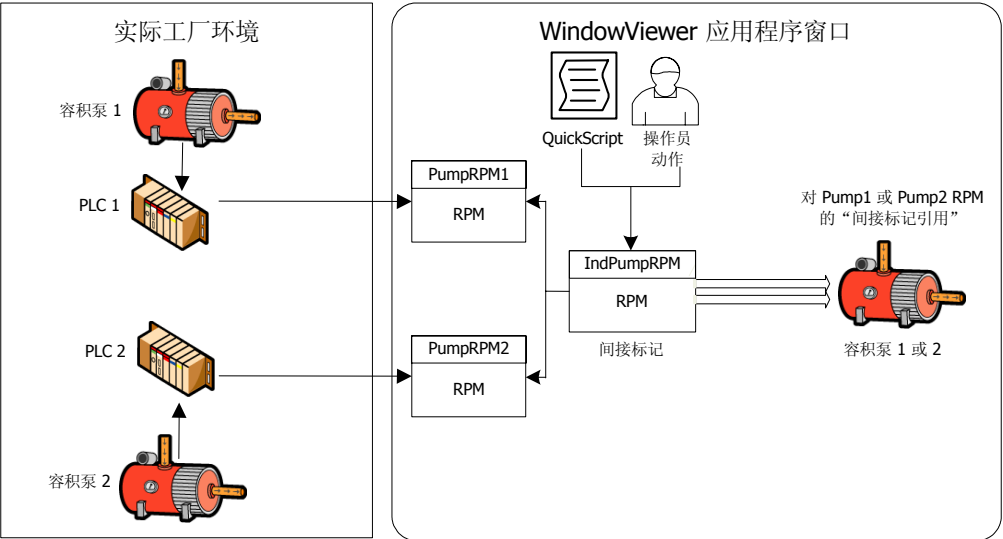 实际工厂环境
容积泵 1
PLC 1
PLC 2
容积泵 2
WindowViewer 应用程序窗口
QuickScript
操作员
动作
PumpRPM1
RPM
IndPumpRPM
RPM
间接标记
PumpRPM2
RPM
对 Pump1 或 Pump2 RPM
的“间接标记引用”
容积泵 1 或 2